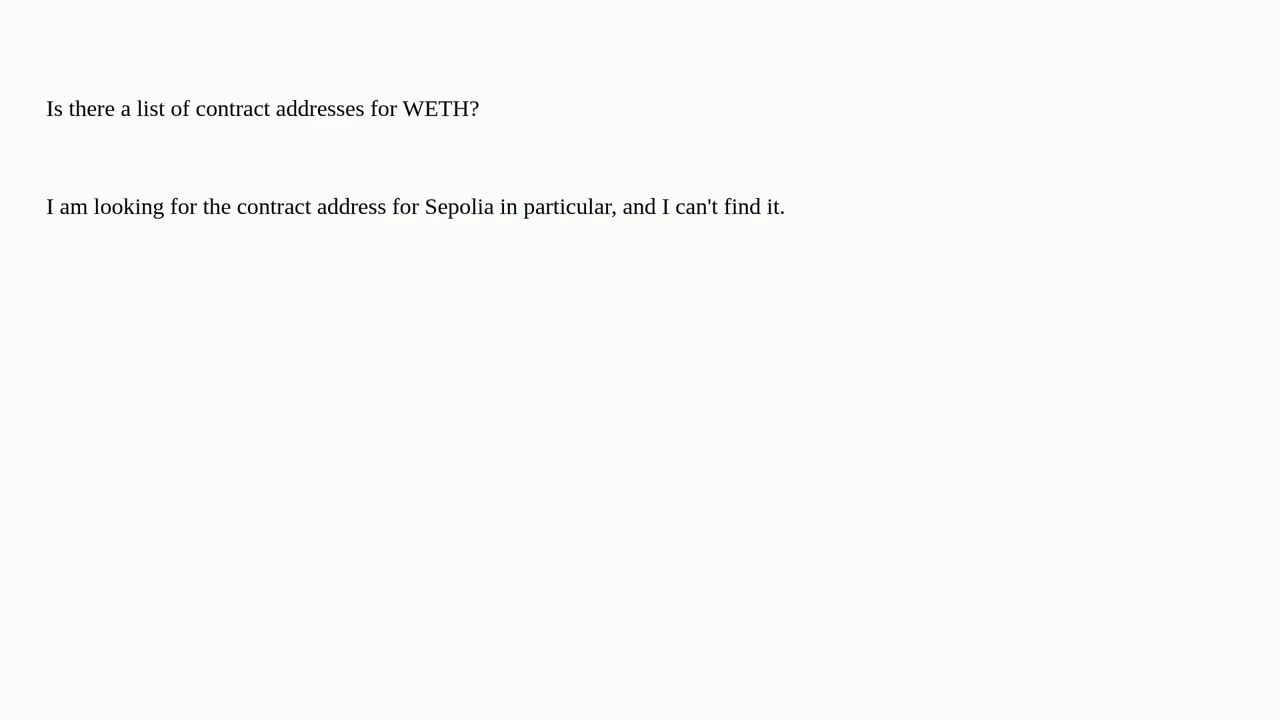 Is there a list of contract addresses for WETH?
I am looking for the contract address for Sepolia in particular, and I can't find it.